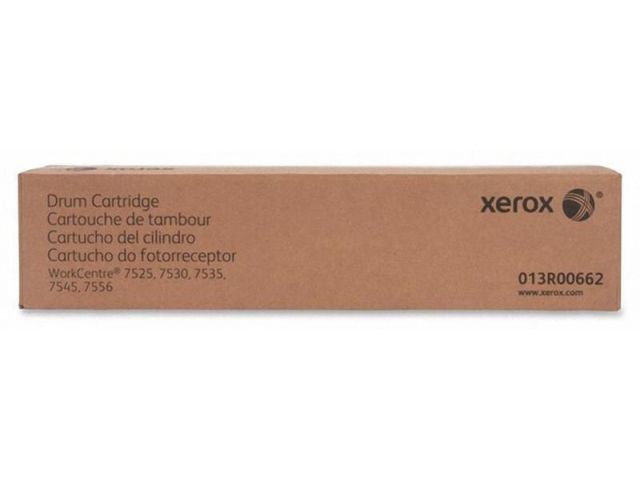 Drum Cartridge
Cartouche de tambour
Cartucho del cilindro
Cartucho do fotorreceptor
WorkCentre® 7525, 7530, 7535,
7545, 7556
xerox
013R00662
www.xerox.com